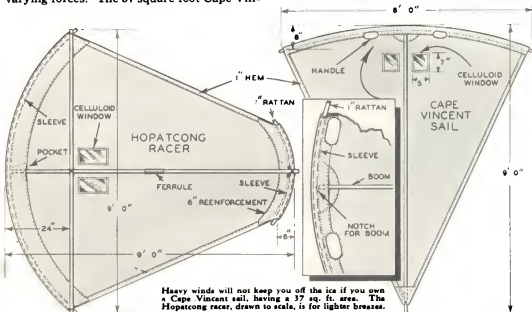 varying forces. The 37 square foot Cape Vin-
6' 0"
8"
HANDLE
7"
5
CELLULOID
WINDOW
1" HEM
1" RATTAN
CELLULOID
WINDOW
SLEEVE
HOPATCONG
RACER
POCKET
FERRULE
SLEEVE
6" REENFORCEMENT
24"
9' 0"
9' 0"
6"
1" RATTAN
SLEEVE
BOOM
NOTCH
FOR BOOM
CAPE
VINCENT
SAIL
9' 0"
Heavy winds will not keep you off the ice if you own
a Cape Vincent sail, having a 37 sq. ft. area. The
Hopatcong racer, drawn to scale, is for lighter breezes.